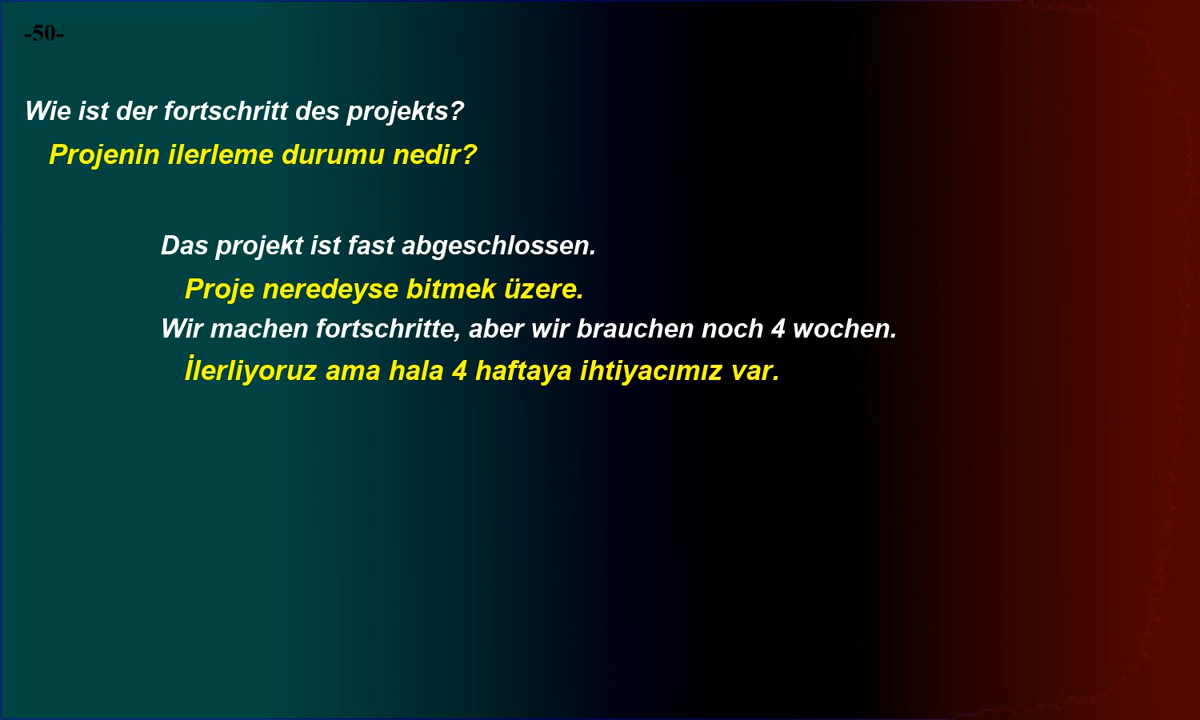 -50-
Wie ist der fortschritt des projekts?
Projenin ilerleme durumu nedir?
Das projekt ist fast abgeschlossen.
Proje neredeyse bitmek üzere.
Wir machen fortschritte, aber wir brauchen noch 4 wochen.
İlerliyoruz ama hala 4 haftaya ihtiyacımız var.